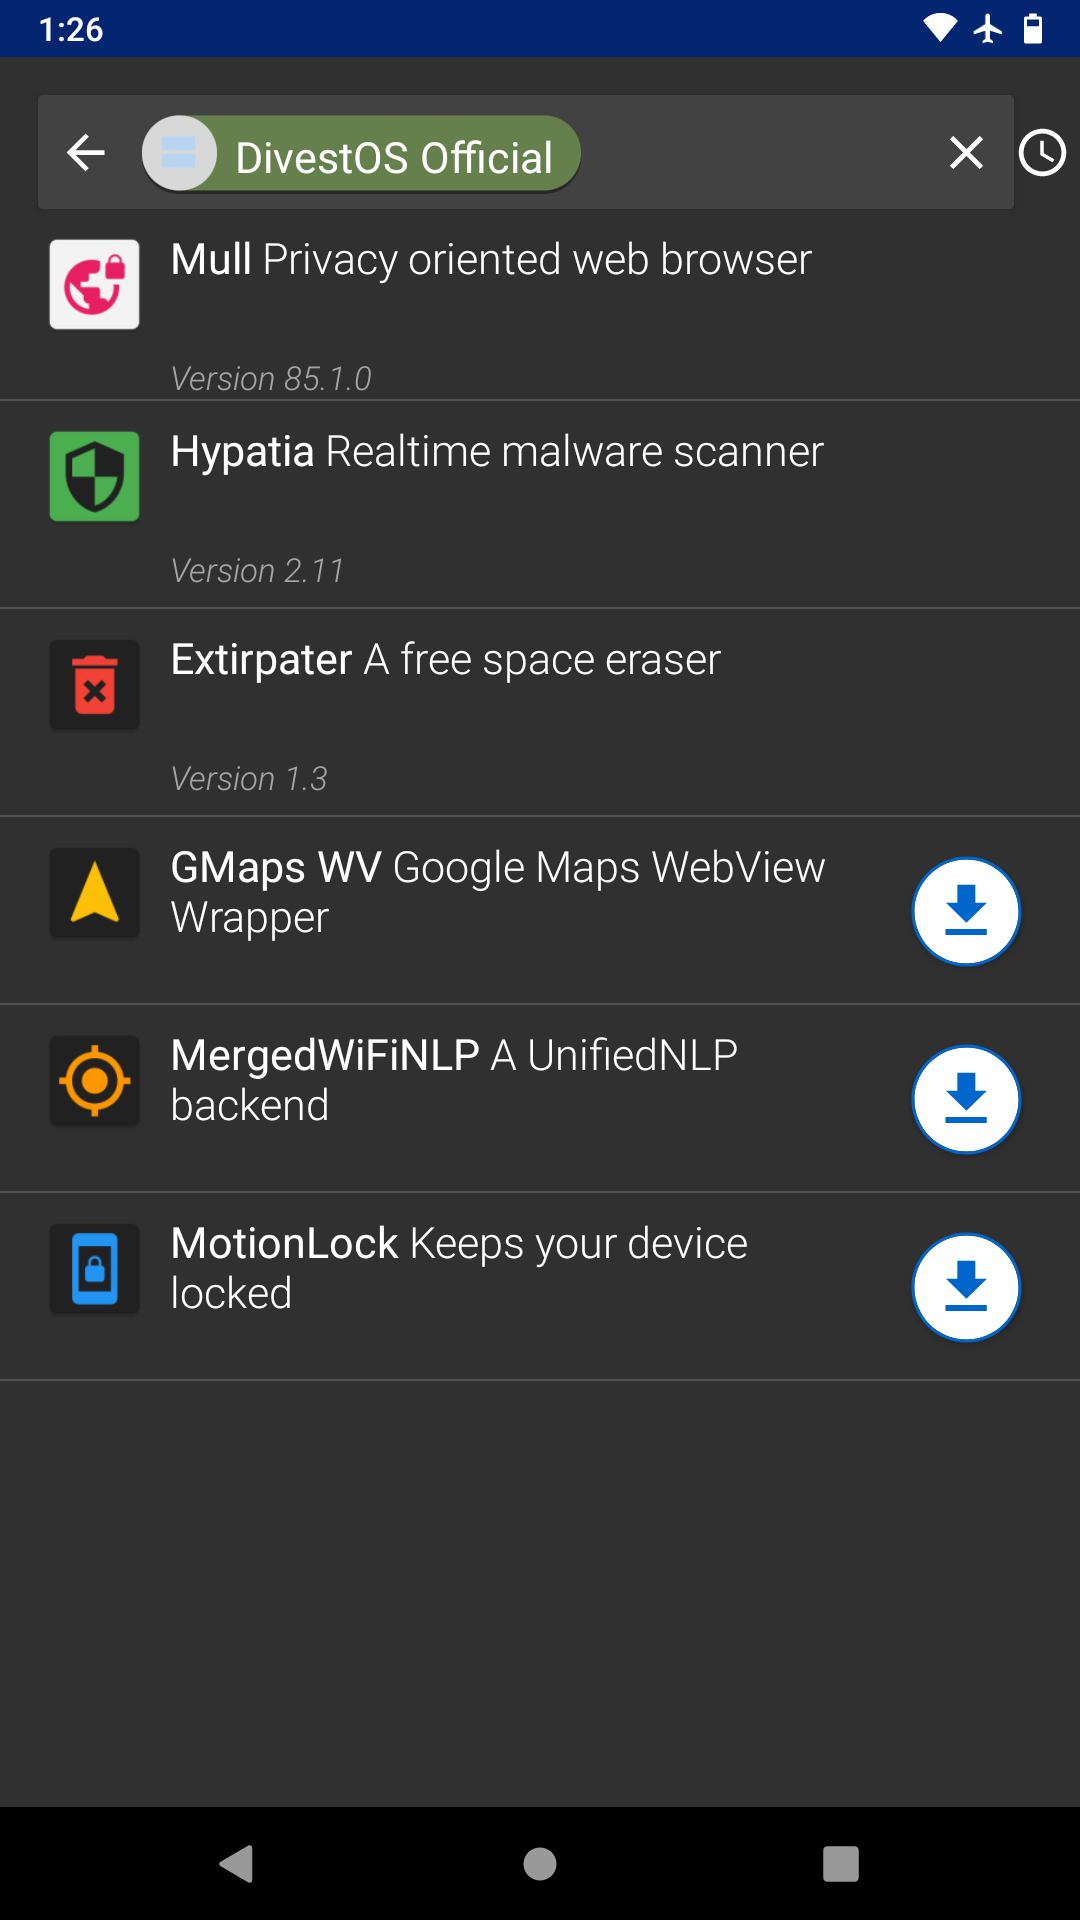 1:26
DivestOS Official
Mull Privacy oriented web browser
Version 85.1.0
Hypatia Realtime malware scanner
Version 2.11
Extirpater A free space eraser
Version 1.3
GMaps WV Google Maps WebView
Wrapper
MergedWiFiNLP A UnifiedNLP
backend
MotionLock Keeps your device
locked